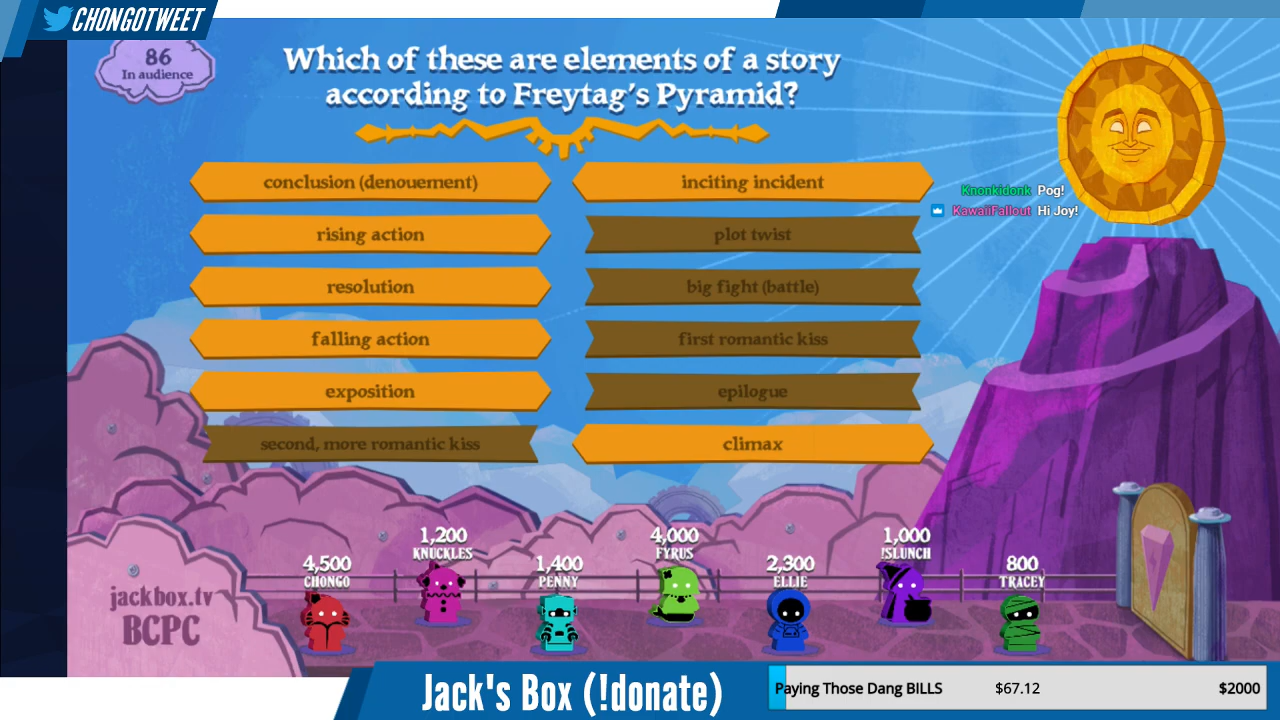 CHONGOTWEET
86
In audience
Which of these are elements of a story
according to Freytag's Pyramid?
conclusion (denouement)
inciting incident
rising action
plot twist
resolution
big fight (battle)
falling action
first romantic kiss
exposition
epilogue
second, more romantic kiss
climax
Knonkidonk Pog!
KawaiiFallout Hi Joy!
4,500
CHONGO
1,200
KNUCKLES
1,400
PENNY
4,000
FYRUS
2,300
ELLIE
1,000
!SLUNCH
800
TRACEY
jackbox.tv
BCPC
Jack's Box (!donate)
Paying Those Dang BILLS $67.12 $2000